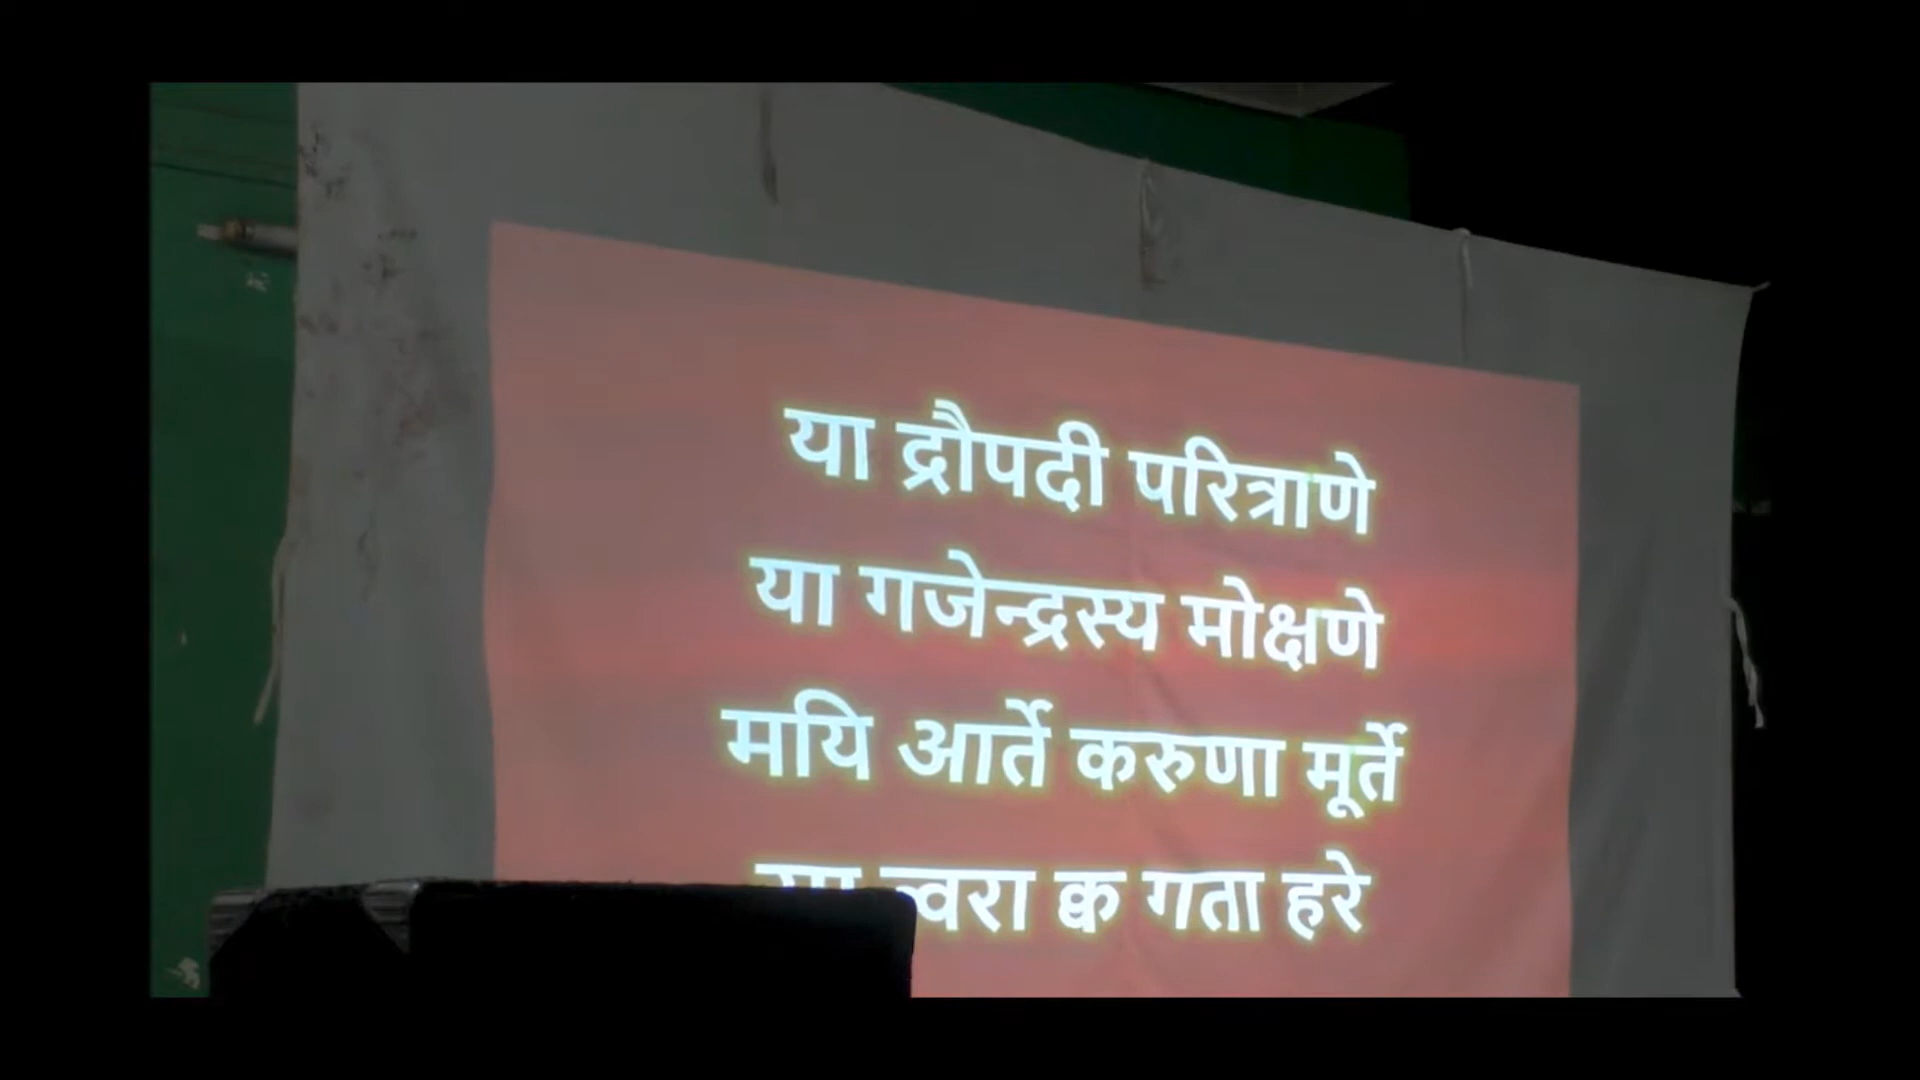 या द्रौपदी परित्राणे
या गजेन्द्रस्य मोक्षणे
मयि आर्ते करुणा मूर्ते
क्व गता हरे